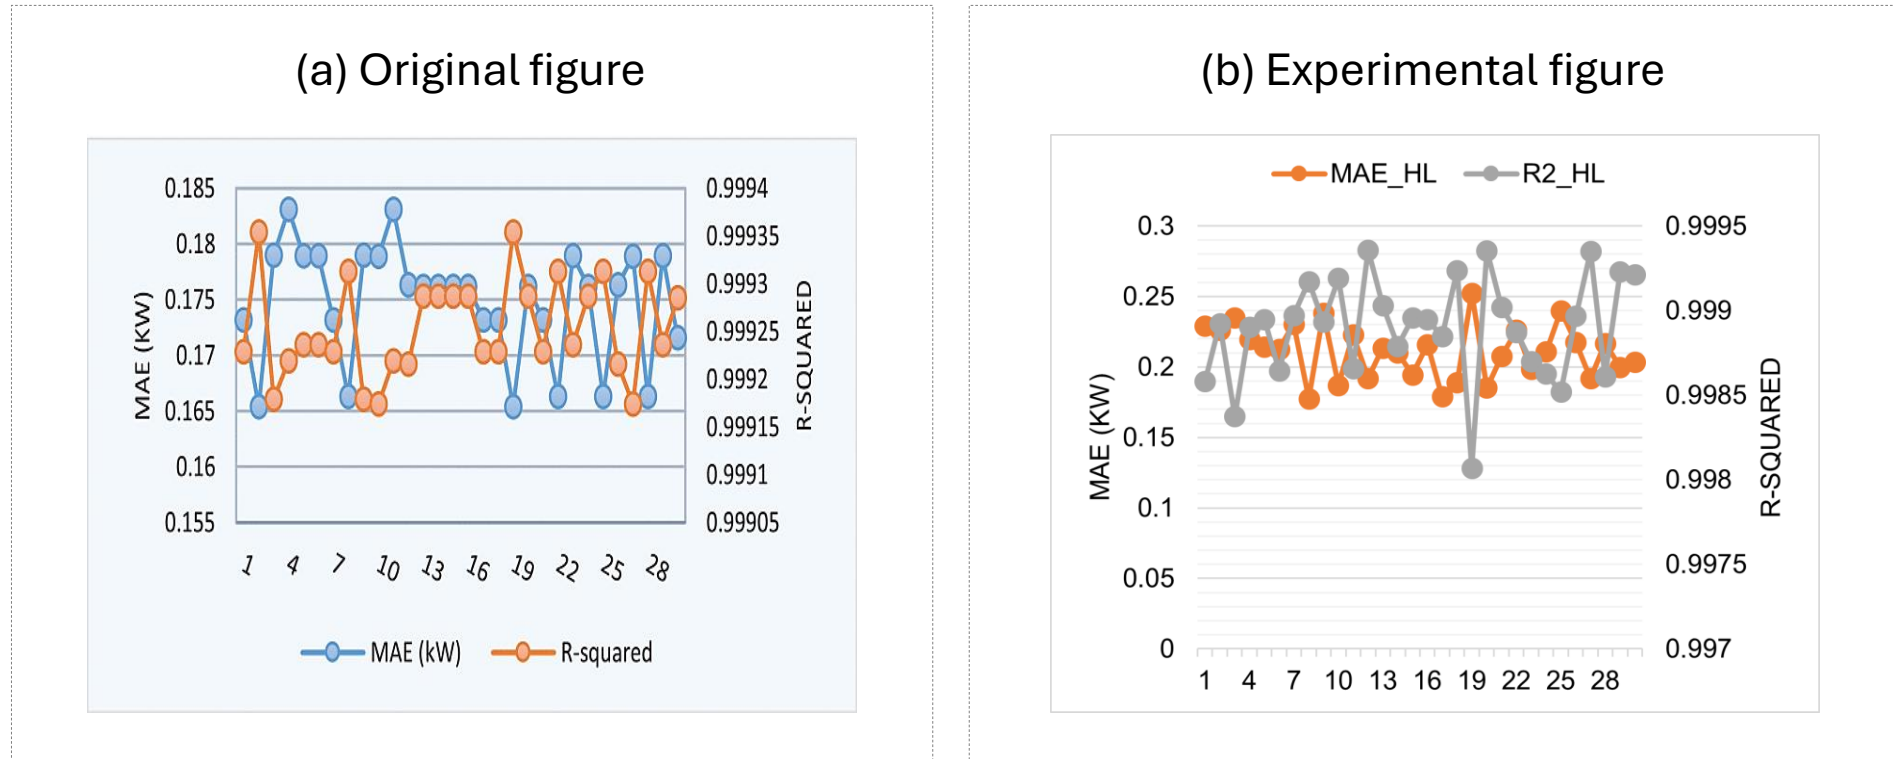 (a) Original figure
0.185
0.18
0.175
0.17
0.165
0.16
0.155
MAE (KW)
0.9994
0.99935
0.9993
0.99925
0.9992
0.99915
0.9991
0.99905
R-SQUARED
1 4 7 10 13 16 19 22 25 28
MAE (kW) R-squared
(b) Experimental figure
MAE_HL R2_HL
0.3
0.25
0.2
0.15
0.1
0.05
0
MAE (KW)
0.9995
0.999
0.9985
0.998
0.9975
0.997
R-SQUARED
1 4 7 10 13 16 19 22 25 28